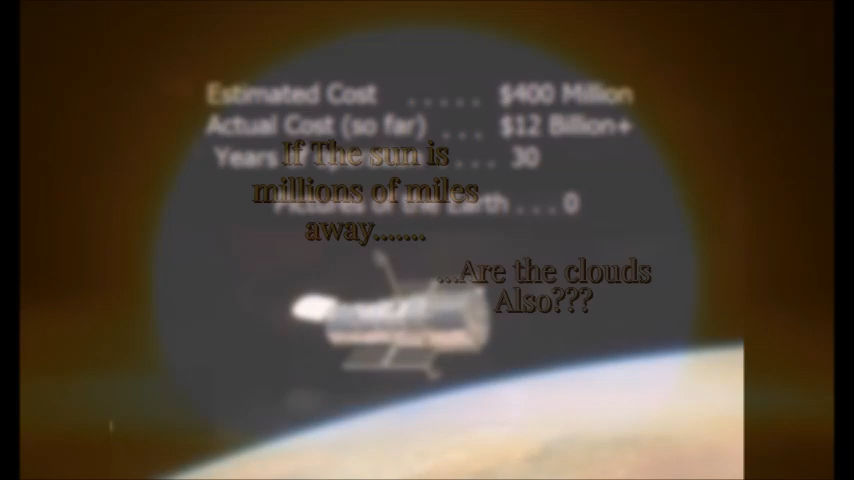 Estimated Cost ..... $400 Million
Actual Cost (so far) ... $12 Billion+
Years ... 30
Pictures of the Earth ... 0
If The sun is
millions of miles
away.......
...Are the clouds
Also???